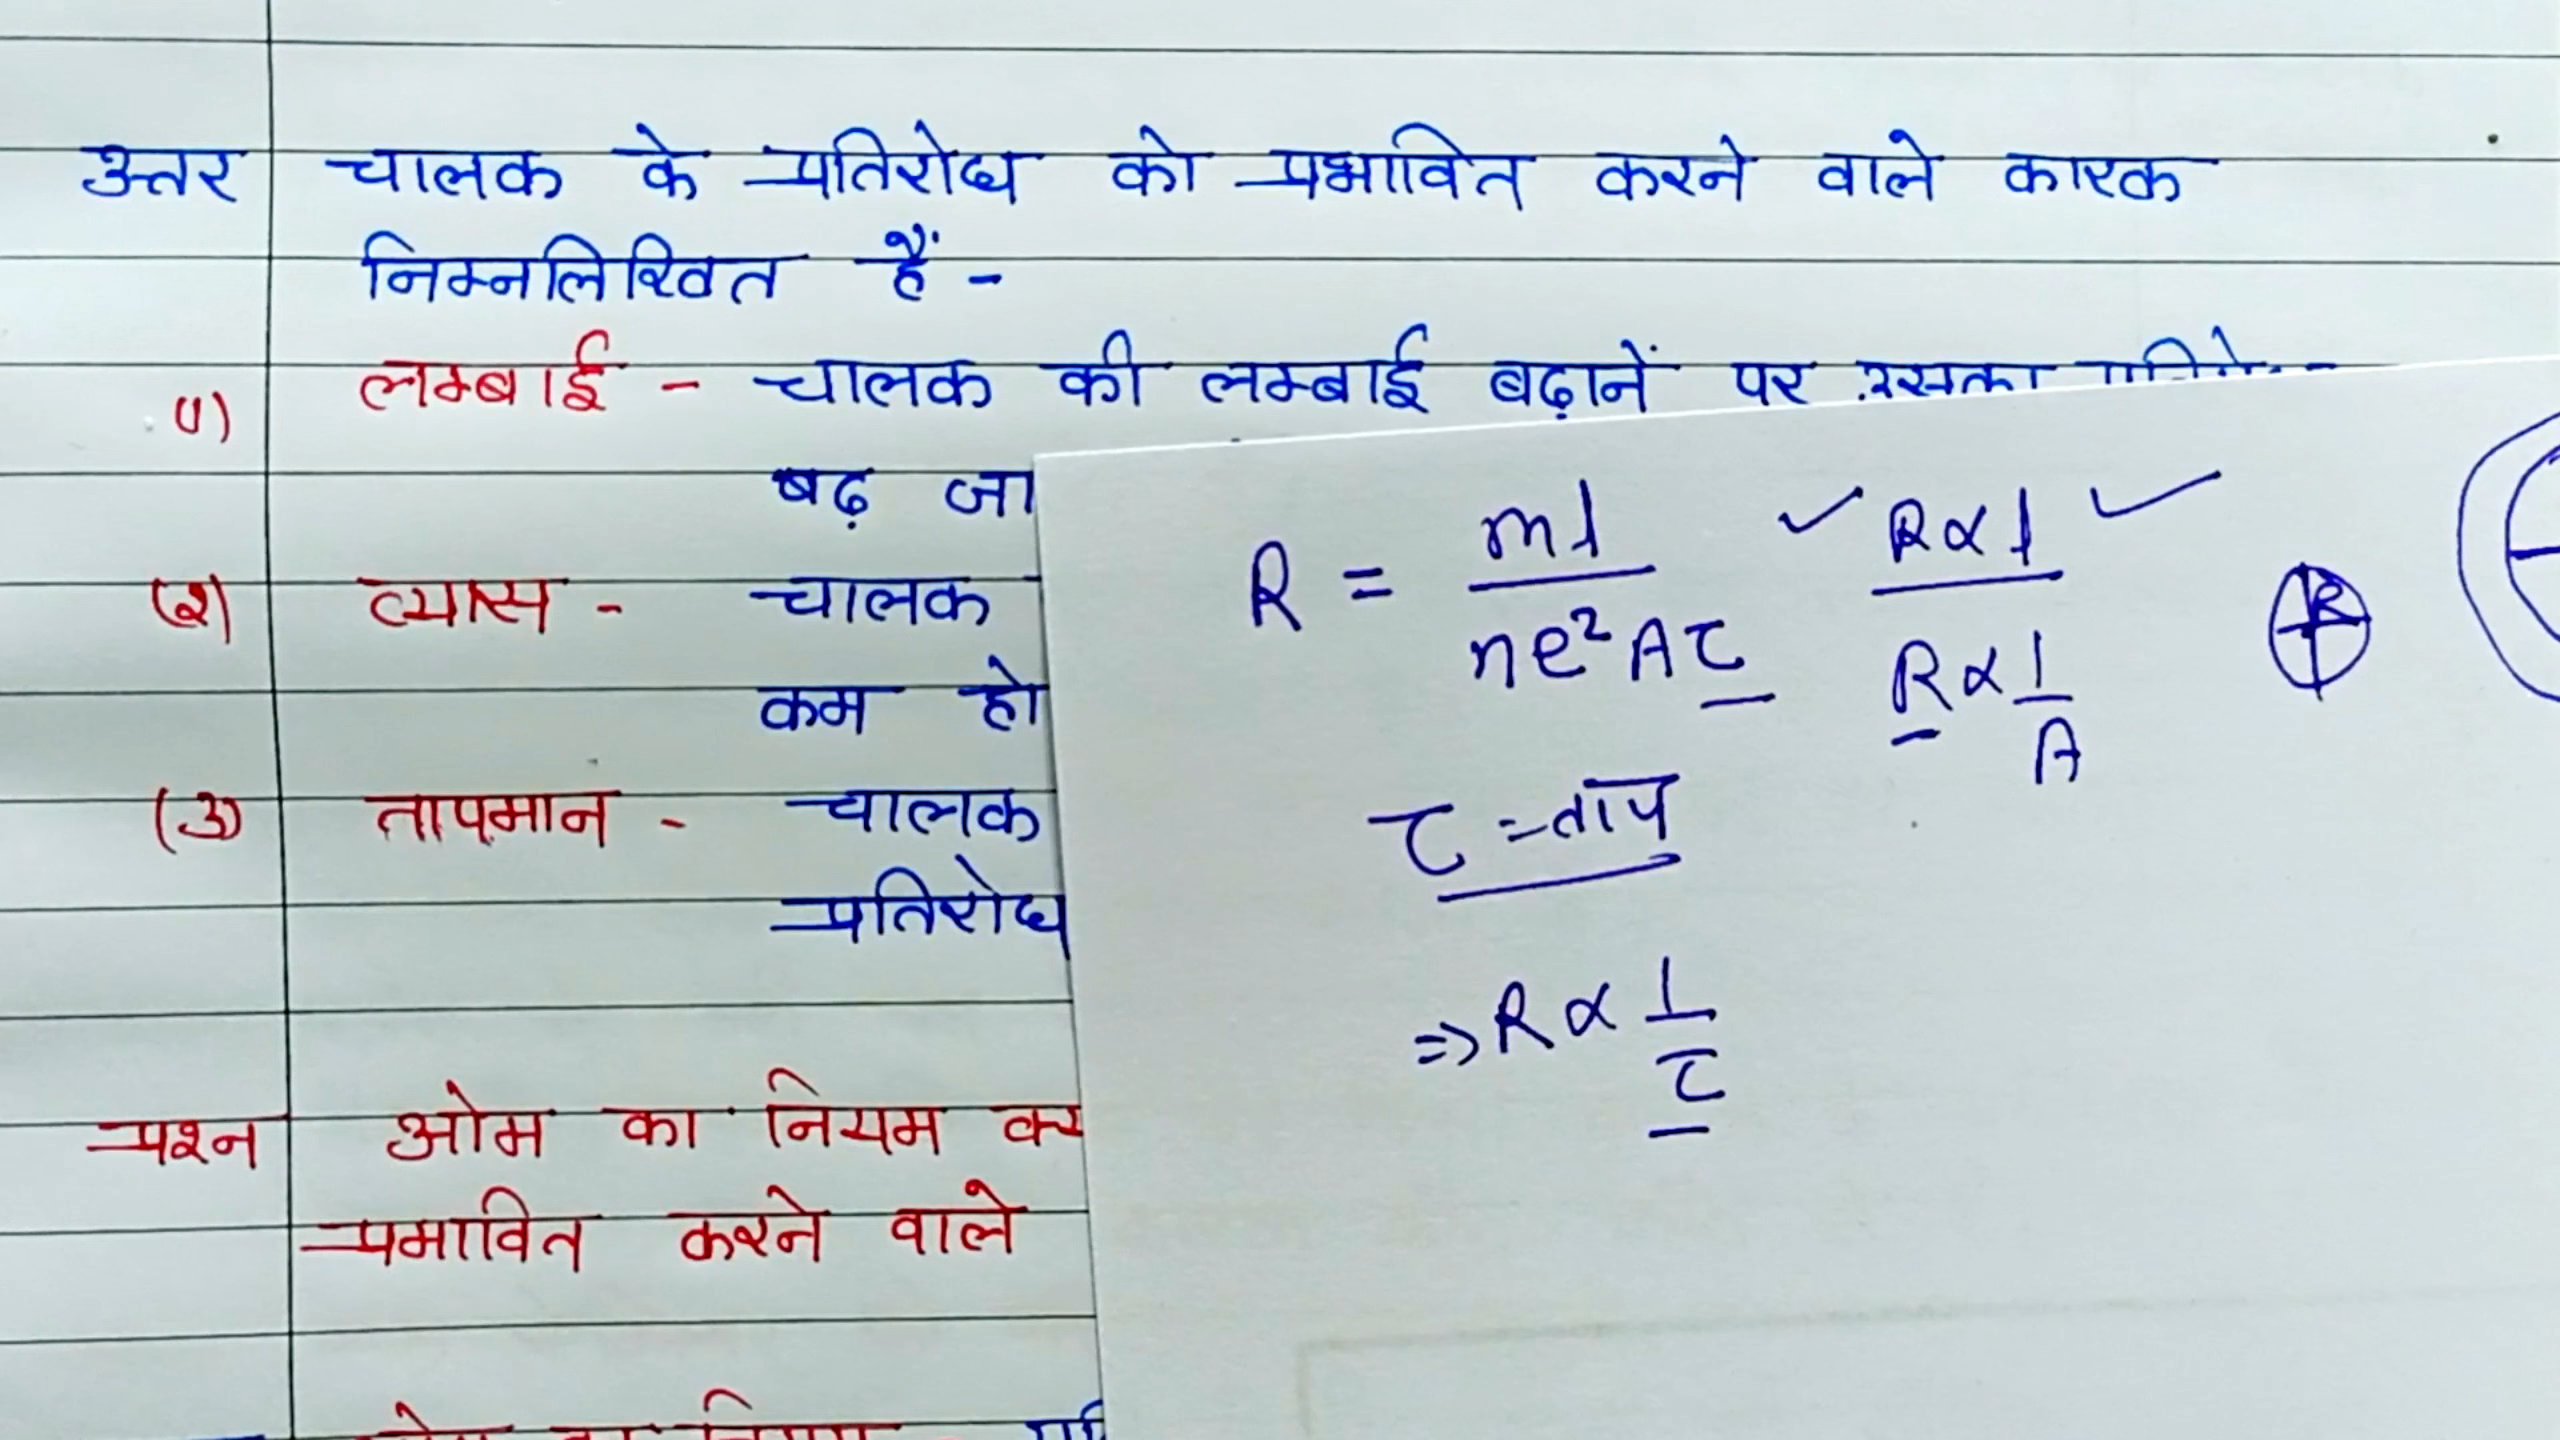 उत्तर चालक के प्रतिरोध को प्रभावित करने वाले कारक
निम्नलिखित हैं -
(1) लम्बाई - चालक की लम्बाई बढ़ानें पर उसका
बढ़ जा
(2) व्यास - चालक
कम हो
(3) तापमान - चालक
प्रतिरोध
प्रश्न ओम का नियम
प्रभावित करने वाले
R = ml / ne²Aτ ✓ R ∝ l ✓
R ∝ 1/A
R
τ = ताप
⇒ R ∝ 1/τ